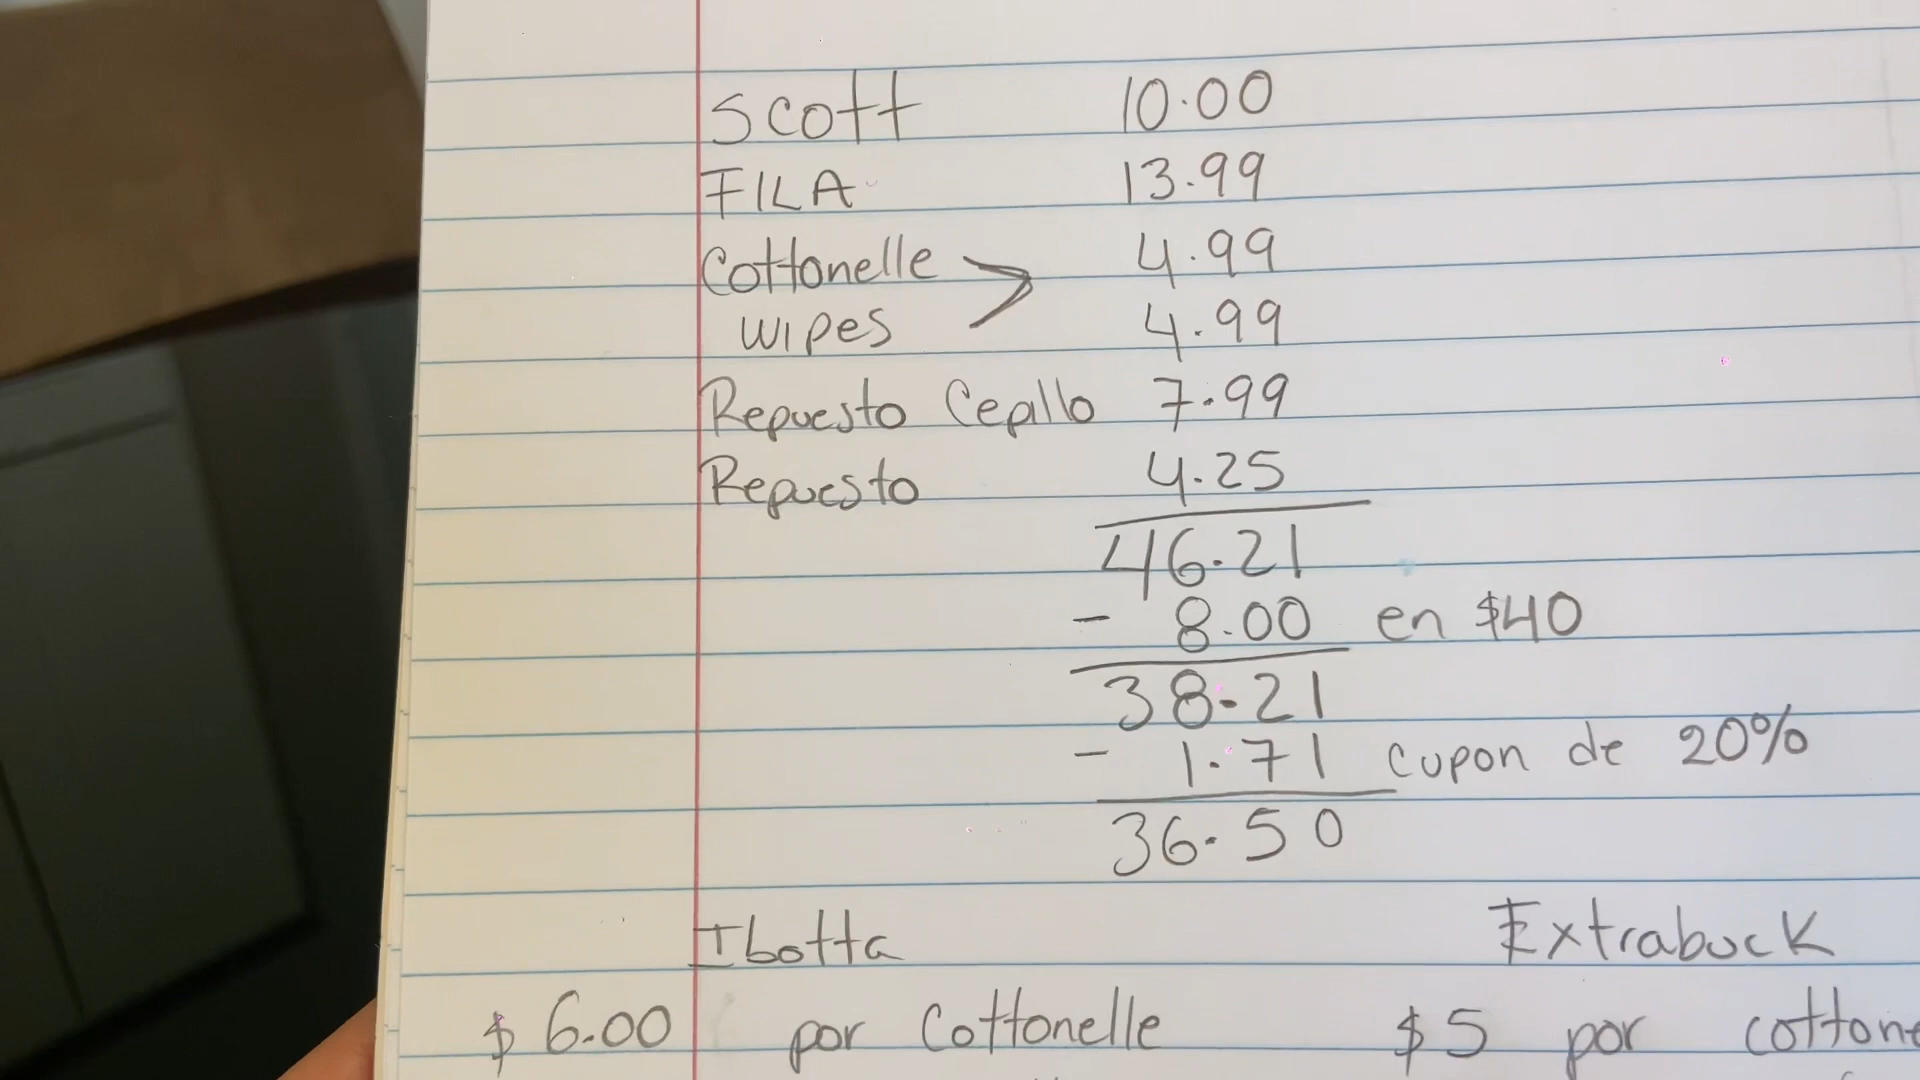 Scott 10.00
FILA 13.99
Cottonelle > 4.99
wipes 4.99
Repuesto Cepillo 7.99
Repuesto 4.25
46.21
- 8.00 en $40
38.21
- 1.71 cupon de 20%
36.50
Ibotta Extrabuck
$ 6.00 por Cottonelle $5 por cottone